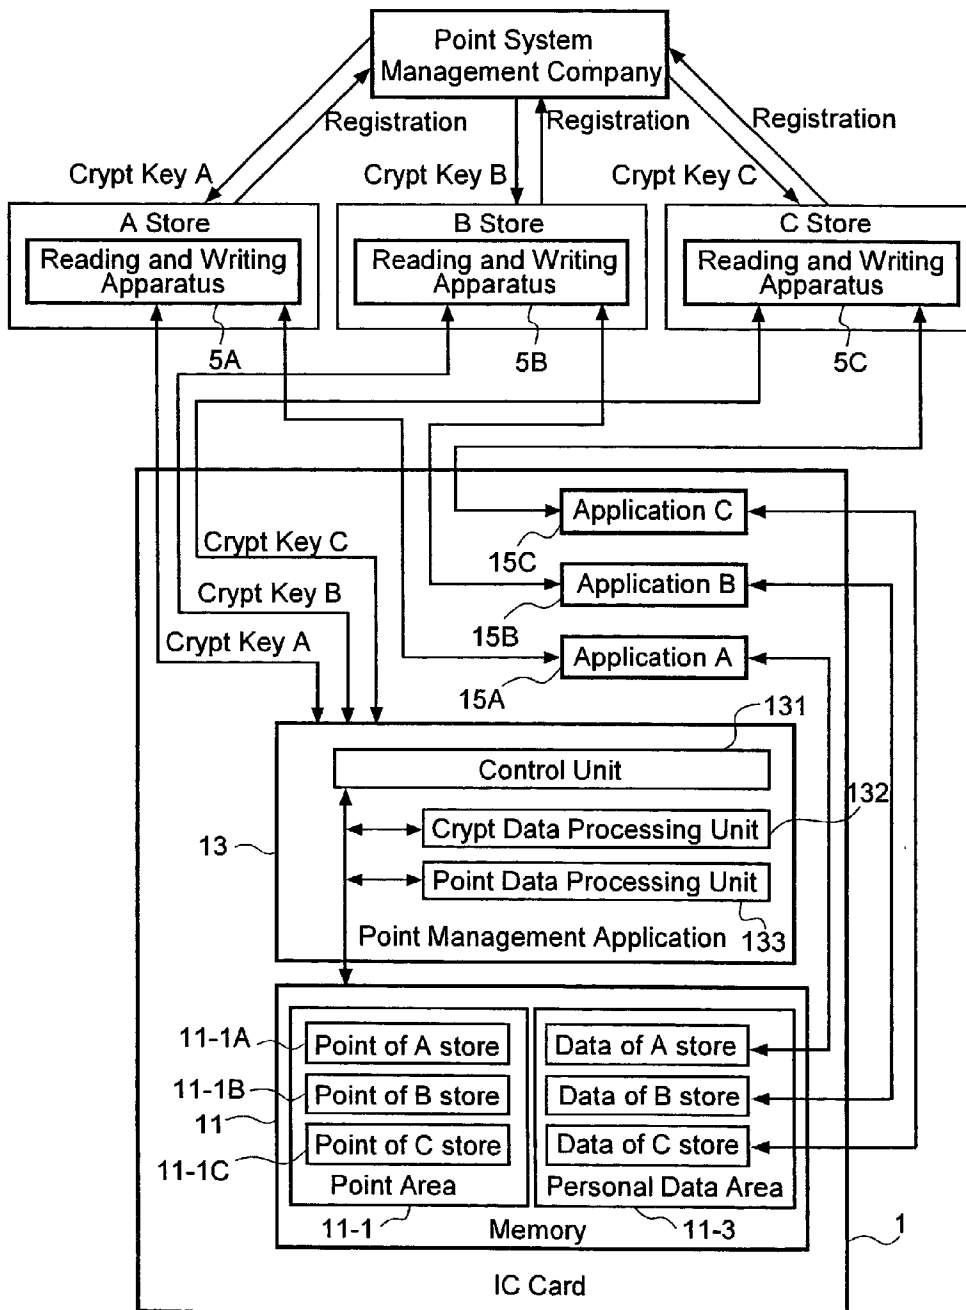 Point System
Management Company
Registration
Registration
Registration
Crypt Key A
Crypt Key B
Crypt Key C
A Store
B Store
C Store
Reading and Writing
Apparatus
Reading and Writing
Apparatus
Reading and Writing
Apparatus
5A
5B
5C
Application C
15C
Crypt Key C
Application B
Crypt Key B
15B
Crypt Key A
Application A
15A
131
Control Unit
132
Crypt Data Processing Unit
13
Point Data Processing Unit
Point Management Application
133
11-1A
Point of A store
Data of A store
11-1B
Point of B store
Data of B store
11
Point of C store
Data of C store
11-1C
Point Area
Personal Data Area
11-1
Memory
11-3
1
IC Card